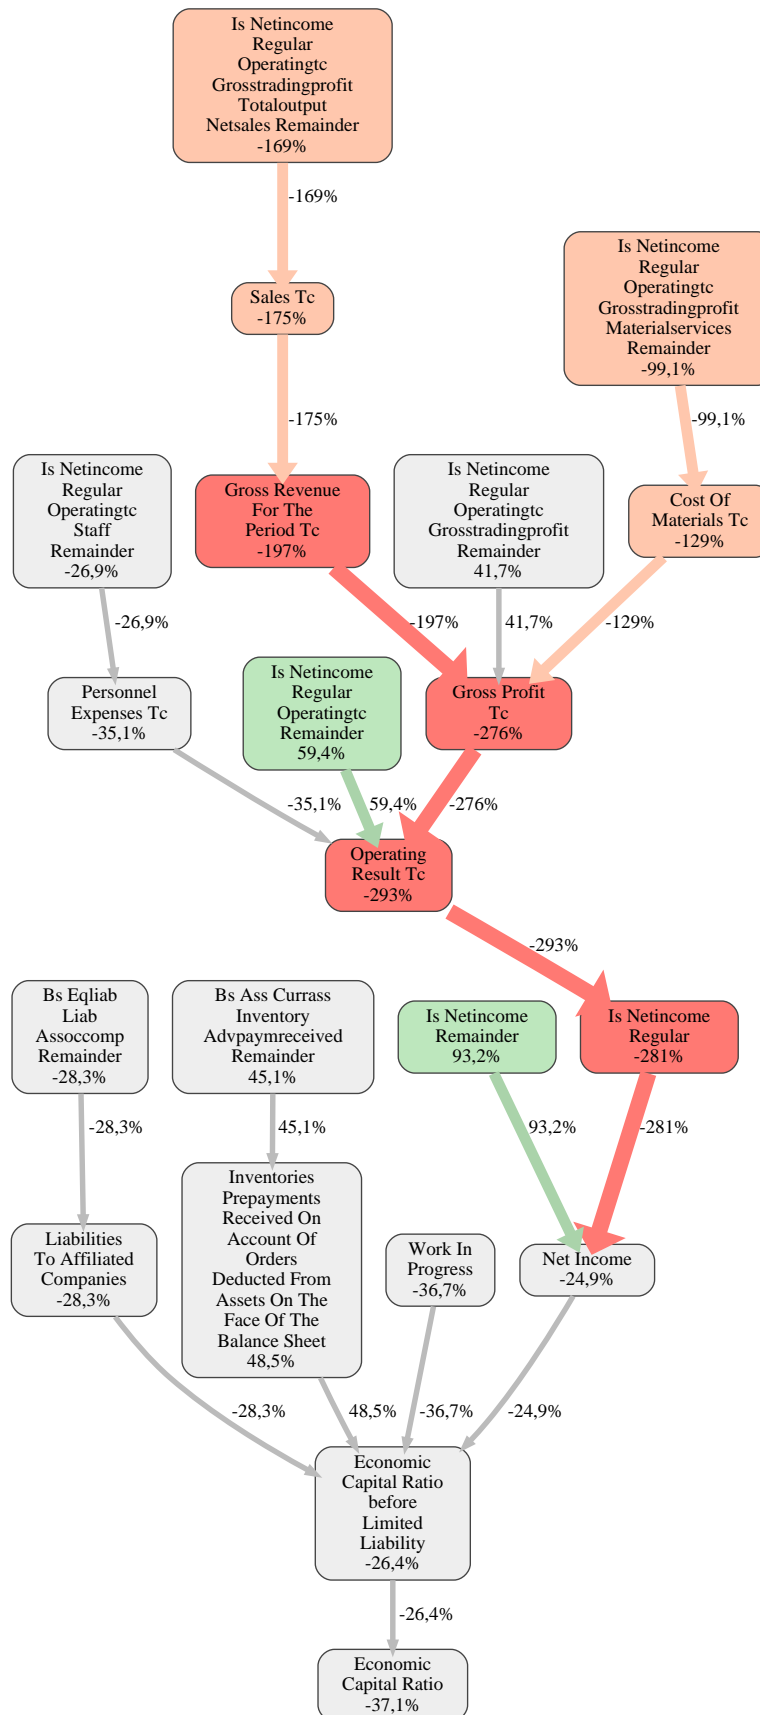 Is Netincome
Regular
Operatingtc
Grosstradingprofit
Totaloutput
Netsales Remainder
-169%
-169%
Is Netincome
Regular
Operatingtc
Grosstradingprofit
Materialservices
Remainder
-99,1%
Sales Tc
-175%
-175%
-99,1%
Is Netincome
Regular
Operatingtc
Staff
Remainder
-26,9%
Gross Revenue
For The
Period Tc
-197%
Is Netincome
Regular
Operatingtc
Grosstradingprofit
Remainder
41,7%
Cost Of
Materials Tc
-129%
-26,9%
-197%
41,7%
-129%
Personnel
Expenses Tc
-35,1%
Is Netincome
Regular
Operatingtc
Remainder
59,4%
Gross Profit
Tc
-276%
-35,1%
59,4%
-276%
Operating
Result Tc
-293%
-293%
Bs Eqliab
Liab
Assoccomp
Remainder
-28,3%
Bs Ass Currass
Inventory
Advpaymreceived
Remainder
45,1%
Is Netincome
Remainder
93,2%
Is Netincome
Regular
-281%
-28,3%
45,1%
93,2%
-281%
Liabilities
To Affiliated
Companies
-28,3%
Inventories
Prepayments
Received On
Account Of
Orders
Deducted From
Assets On The
Face Of The
Balance Sheet
48,5%
Work In
Progress
-36,7%
Net Income
-24,9%
-28,3%
48,5%
-36,7%
-24,9%
Economic
Capital Ratio
before
Limited
Liability
-26,4%
-26,4%
Economic
Capital Ratio
-37,1%